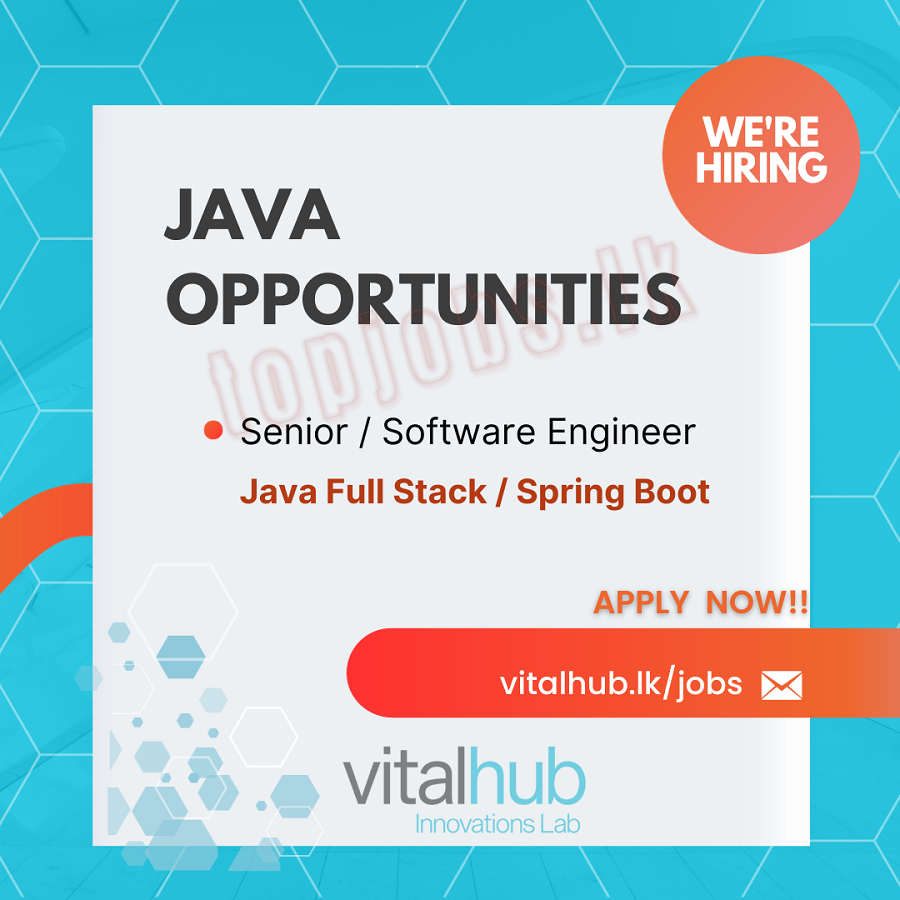 WE'RE
HIRING
JAVA
OPPORTUNITIES
topjobs.lk
Senior / Software Engineer
Java Full Stack / Spring Boot
APPLY NOW!!
vitalhub.lk/jobs
vitalhub
Innovations Lab